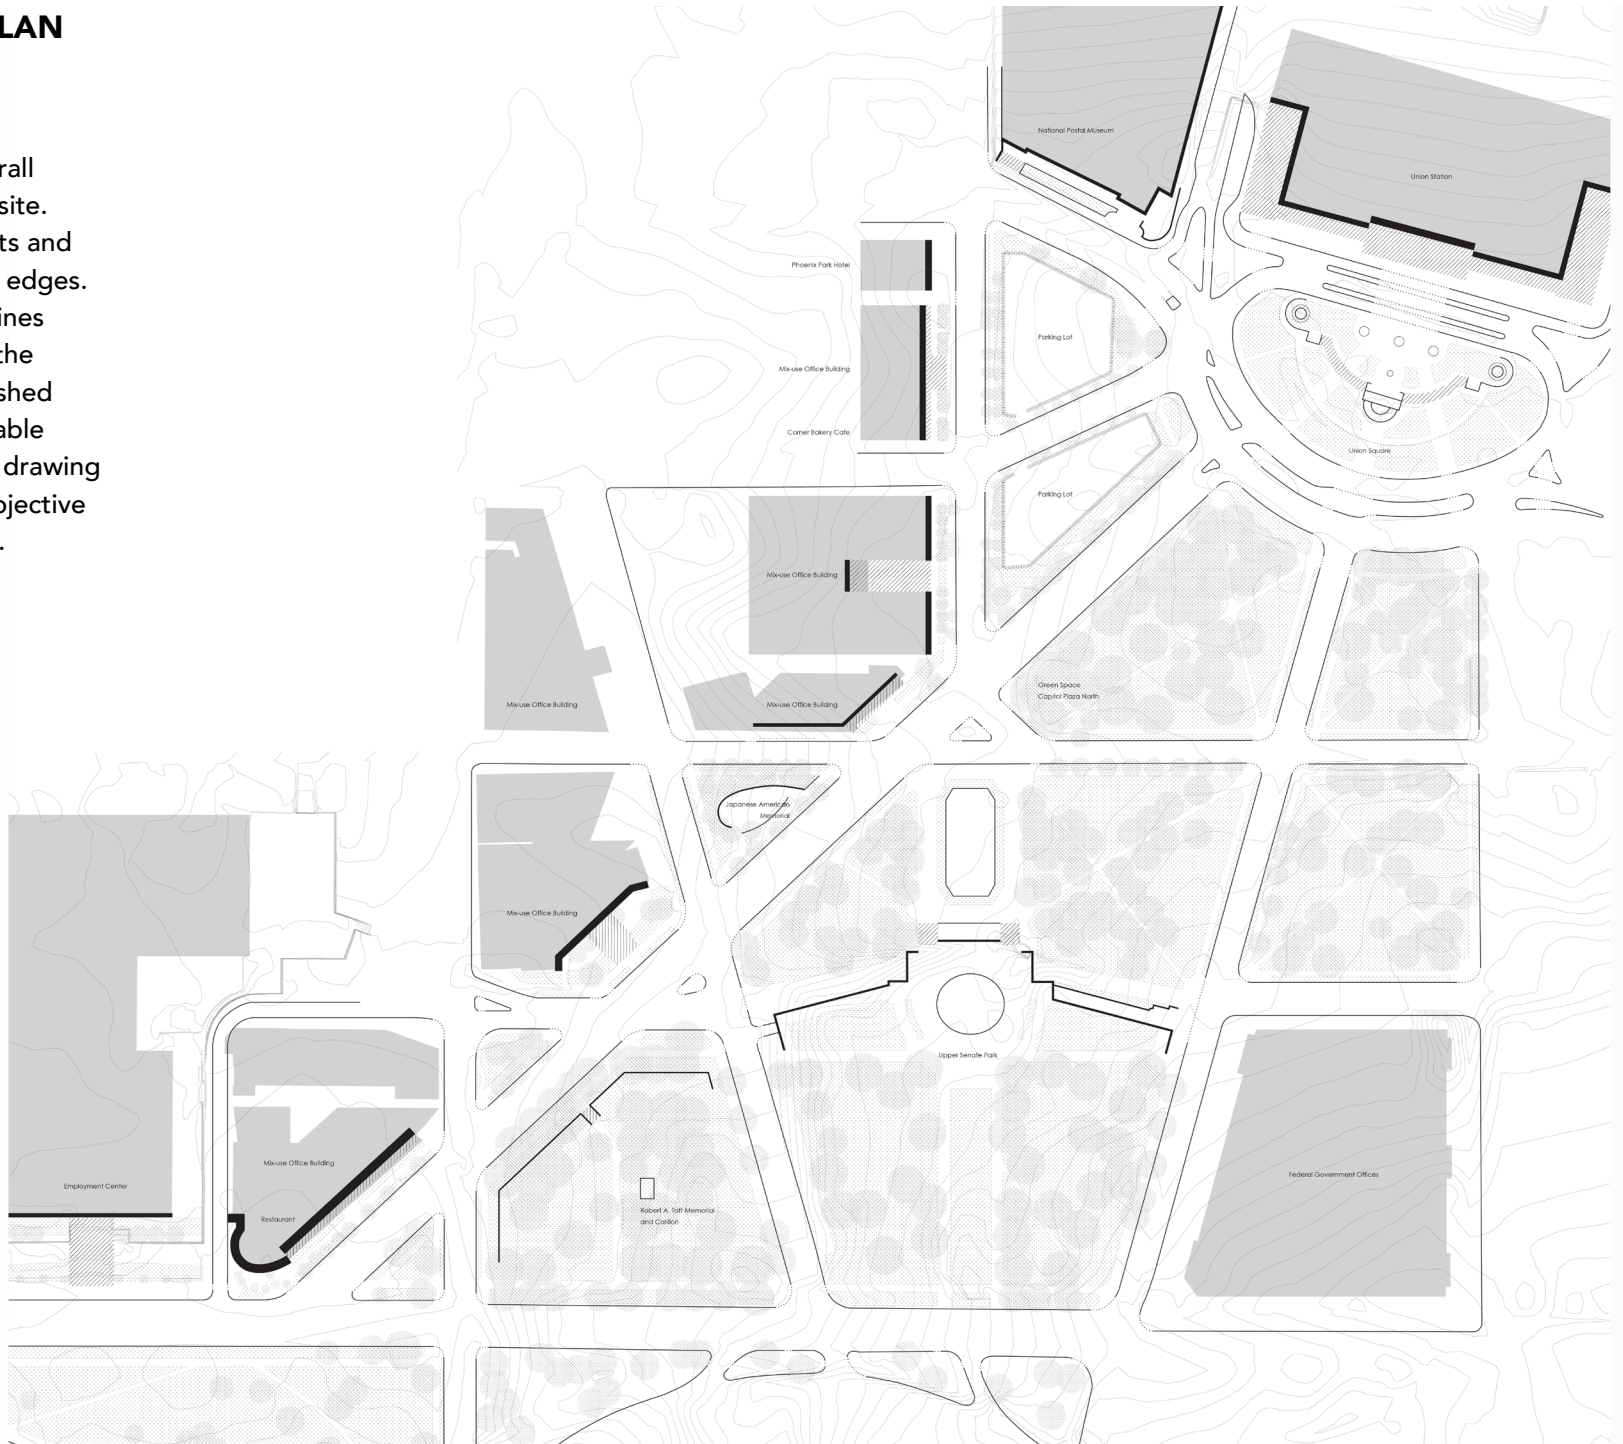 LAN
rall
site.
ts and
edges.
ines
the
shed
able
drawing
bjective
.
National Postal Museum
Union Station
Phoenix Park Hotel
Parking Lot
Mix-use Office Building
Corner Bakery Cafe
Union Square
Parking Lot
Mix-use Office Building
Green Space
Capitol Plaza North
Mix-use Office Building
Mix-use Office Building
Japanese American
Memorial
Mix-use Office Building
Upper Senate Park
Mix-use Office Building
Federal Government Offices
Employment Center
Restaurant
Robert A. Taft Memorial
and Carillon